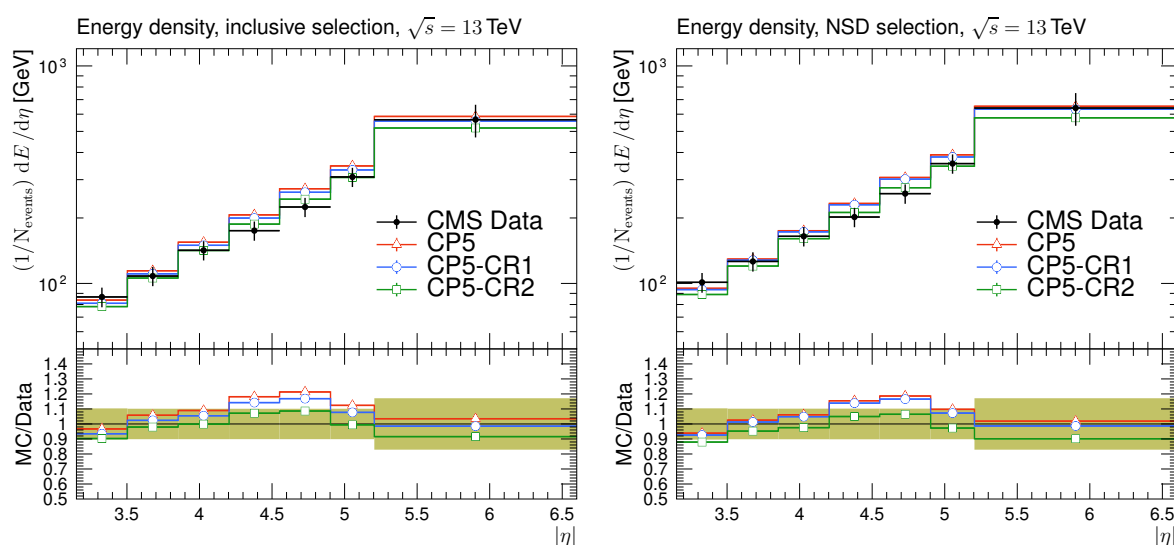 Energy density, inclusive selection, √s = 13 TeV
(1/N_events) dE/dη [GeV]
10³
10²
CMS Data
CP5
CP5-CR1
CP5-CR2
MC/Data
1.4
1.3
1.2
1.1
1
0.9
0.8
0.7
0.6
0.5
3.5 4 4.5 5 5.5 6 6.5
|η|
Energy density, NSD selection, √s = 13 TeV
(1/N_events) dE/dη [GeV]
10³
10²
CMS Data
CP5
CP5-CR1
CP5-CR2
MC/Data
1.4
1.3
1.2
1.1
1
0.9
0.8
0.7
0.6
0.5
3.5 4 4.5 5 5.5 6 6.5
|η|